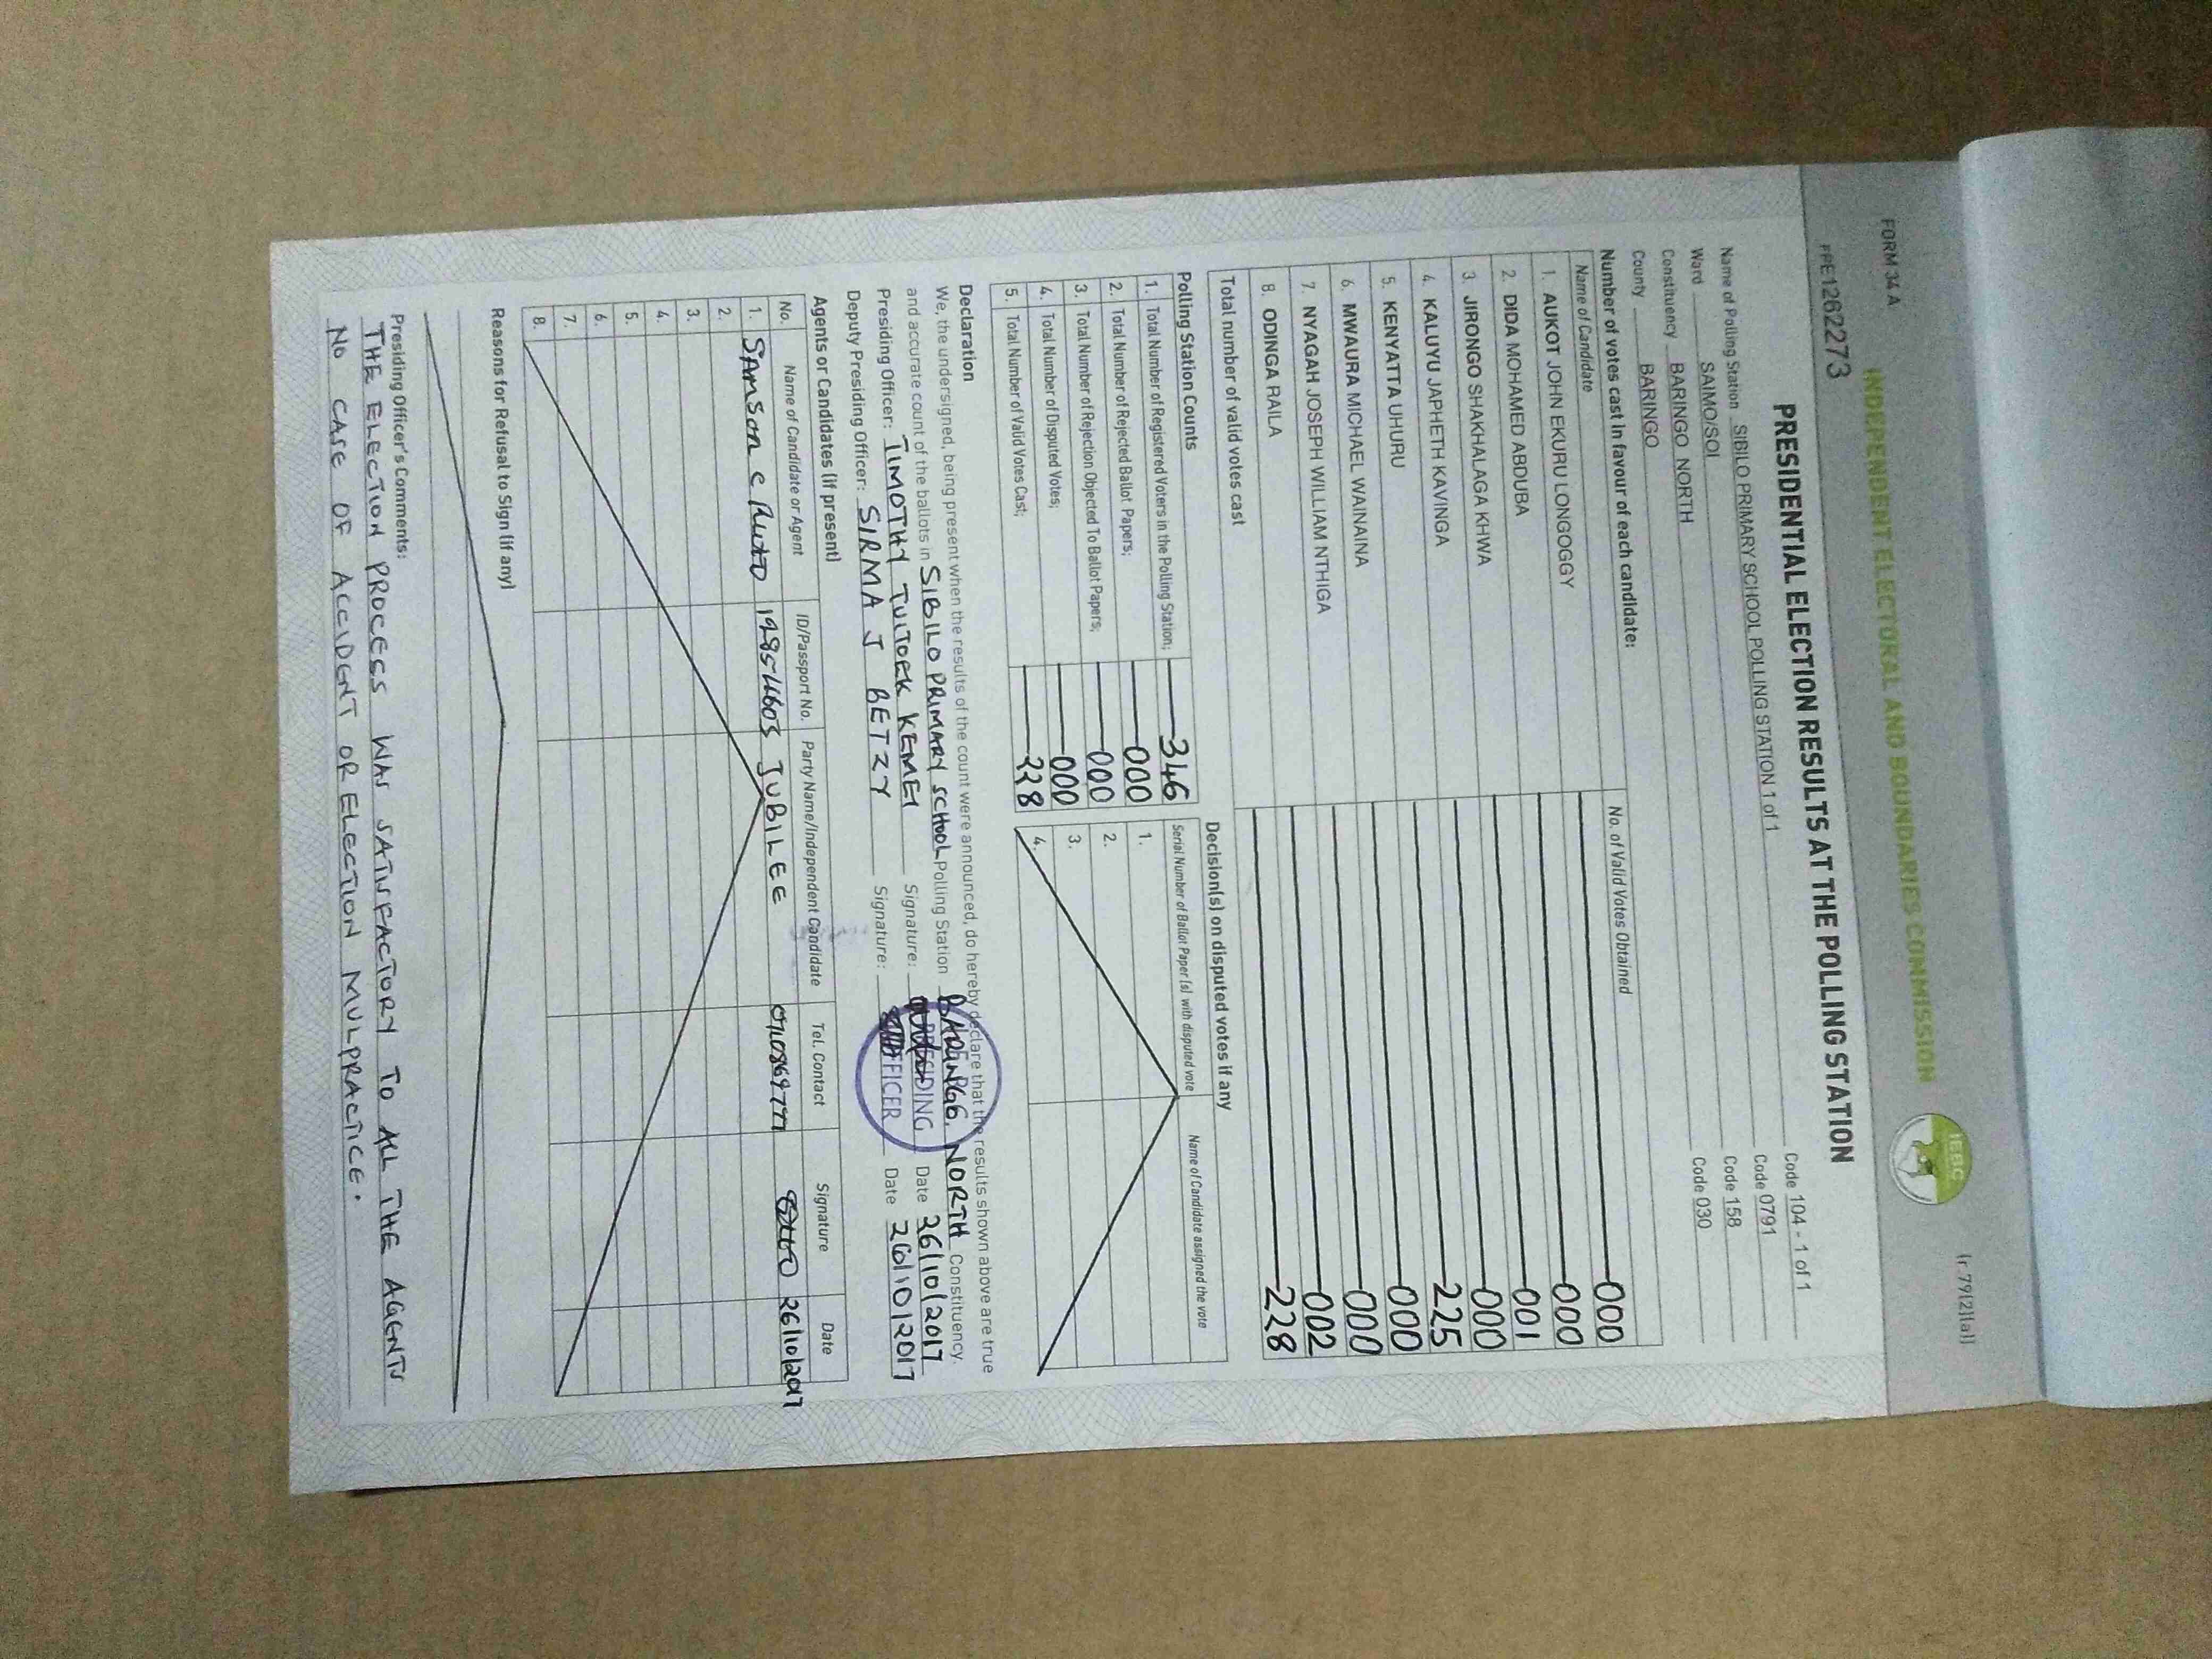 FORM 34 A
(r 79(2)(a))
INDEPENDENT ELECTORAL AND BOUNDARIES COMMISSION
IEBC
PPE126273
PRESIDENTIAL ELECTION RESULTS AT THE POLLING STATION
Name of Polling Station SIBILO PRIMARY SCHOOL POLLING STATION 1 of 1 Code 104 - 1 of 1
Ward SAIMO/SOI Code 0791
Constituency BARINGO NORTH Code 158
County BARINGO Code 030
Number of votes cast in favour of each candidate:
Name of Candidate No. of Valid Votes Obtained
1. AUKOT JOHN EKURU LONGOGGY 000
2. DIDA MOHAMED ABDUBA 000
3. JIRONGO SHAKHALAGA KHWA 001
4. KALUYU JAPHETH KAVINGA 000
5. KENYATTA UHURU 225
6. MWAURA MICHAEL WAINAINA 000
7. NYAGAH JOSEPH WILLIAM NTHIGA 000
8. ODINGA RAILA 002
Total number of valid votes cast 228
Polling Station Counts
1. Total Number of Registered Voters in the Polling Station; 346
2. Total Number of Rejected Ballot Papers; 000
3. Total Number of Rejection Objected To Ballot Papers; 000
4. Total Number of Disputed Votes; 000
5. Total Number of Valid Votes Cast; 228
Decision(s) on disputed votes if any
Serial Number of Ballot Paper (s) with disputed vote Name of Candidate assigned the vote
1.
2.
3.
4.
Declaration
We, the undersigned, being present when the results of the count were announced, do hereby declare that the results shown above are true
and accurate count of the ballots in SIBILO PRIMARY SCHOOL Polling Station BARINGO NORTH Constituency.
Presiding Officer: TIMOTHY TUITOEK KEMEI Signature: Date 26/10/2017
Deputy Presiding Officer: SIRMA J BETZY Signature: Date 26/10/2017
PRESIDING
OFFICER
Agents or Candidates (if present)
No. Name of Candidate or Agent ID/Passport No. Party Name/Independent Candidate Tel. Contact Signature Date
1. SAMSON C RUTO 19854603 JUBILEE 0708697777 26/10/2017
2.
3.
4.
5.
6.
7.
8.
Reasons for Refusal to Sign (if any)
Presiding Officer's Comments:
THE ELECTION PROCESS WAS SATISFACTORY TO ALL THE AGENTS
NO CASE OF ACCIDENT OR ELECTION MULPRACTICE.